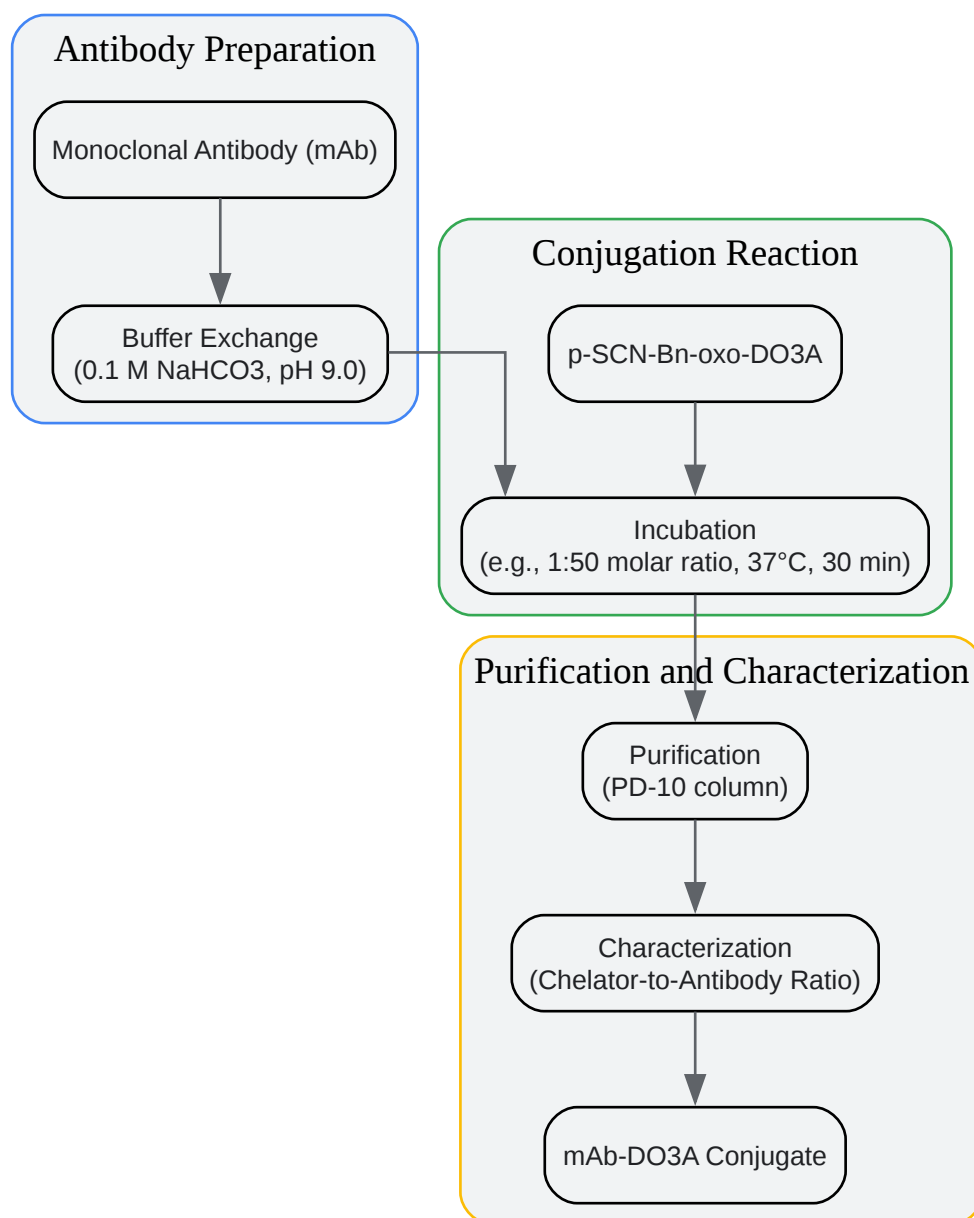 Antibody Preparation
Monoclonal Antibody (mAb)
Buffer Exchange
(0.1 M NaHCO3, pH 9.0)
Conjugation Reaction
p-SCN-Bn-oxo-DO3A
Incubation
(e.g., 1:50 molar ratio, 37°C, 30 min)
Purification and Characterization
Purification
(PD-10 column)
Characterization
(Chelator-to-Antibody Ratio)
mAb-DO3A Conjugate